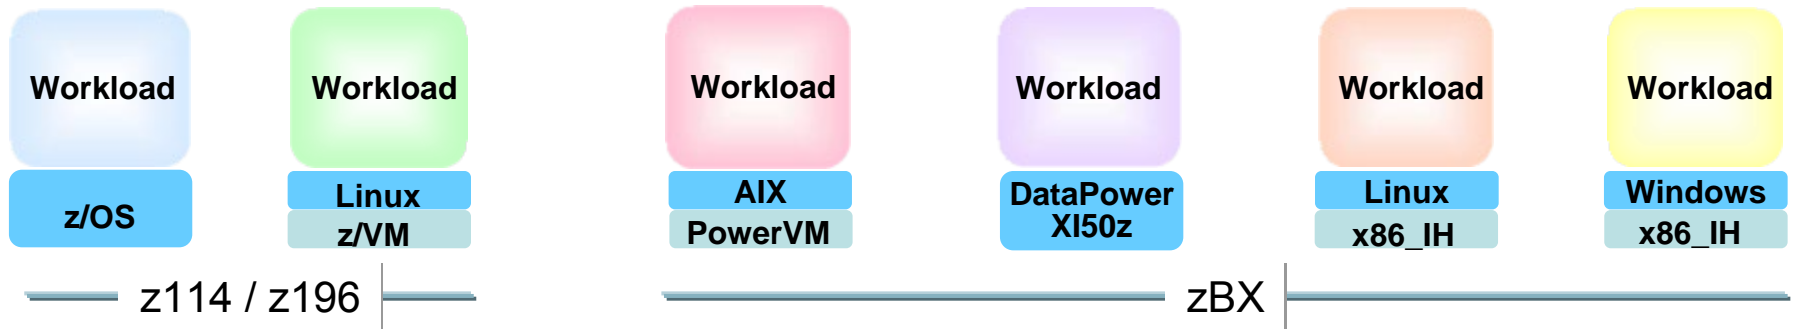 Workload
z/OS
Workload
Linux
z/VM
Workload
AIX
PowerVM
Workload
DataPower
XI50z
Workload
Linux
x86_IH
Workload
Windows
x86_IH
z114 / z196
zBX